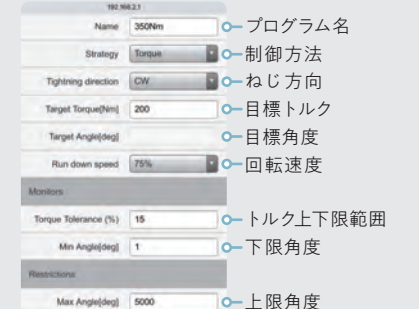 192.168.2.1
Name 350Nm プログラム名
Strategy Torque 制御方法
Tightning direction CW ねじ方向
Target Torque[Nm] 200 目標トルク
Target Angle[deg] 目標角度
Run down speed 75% 回転速度
Monitors
Torque Tolerance (%) 15 トルク上下限範囲
Min Angle[deg] 1 下限角度
Restrictions
Max Angle[deg] 5000 上限角度